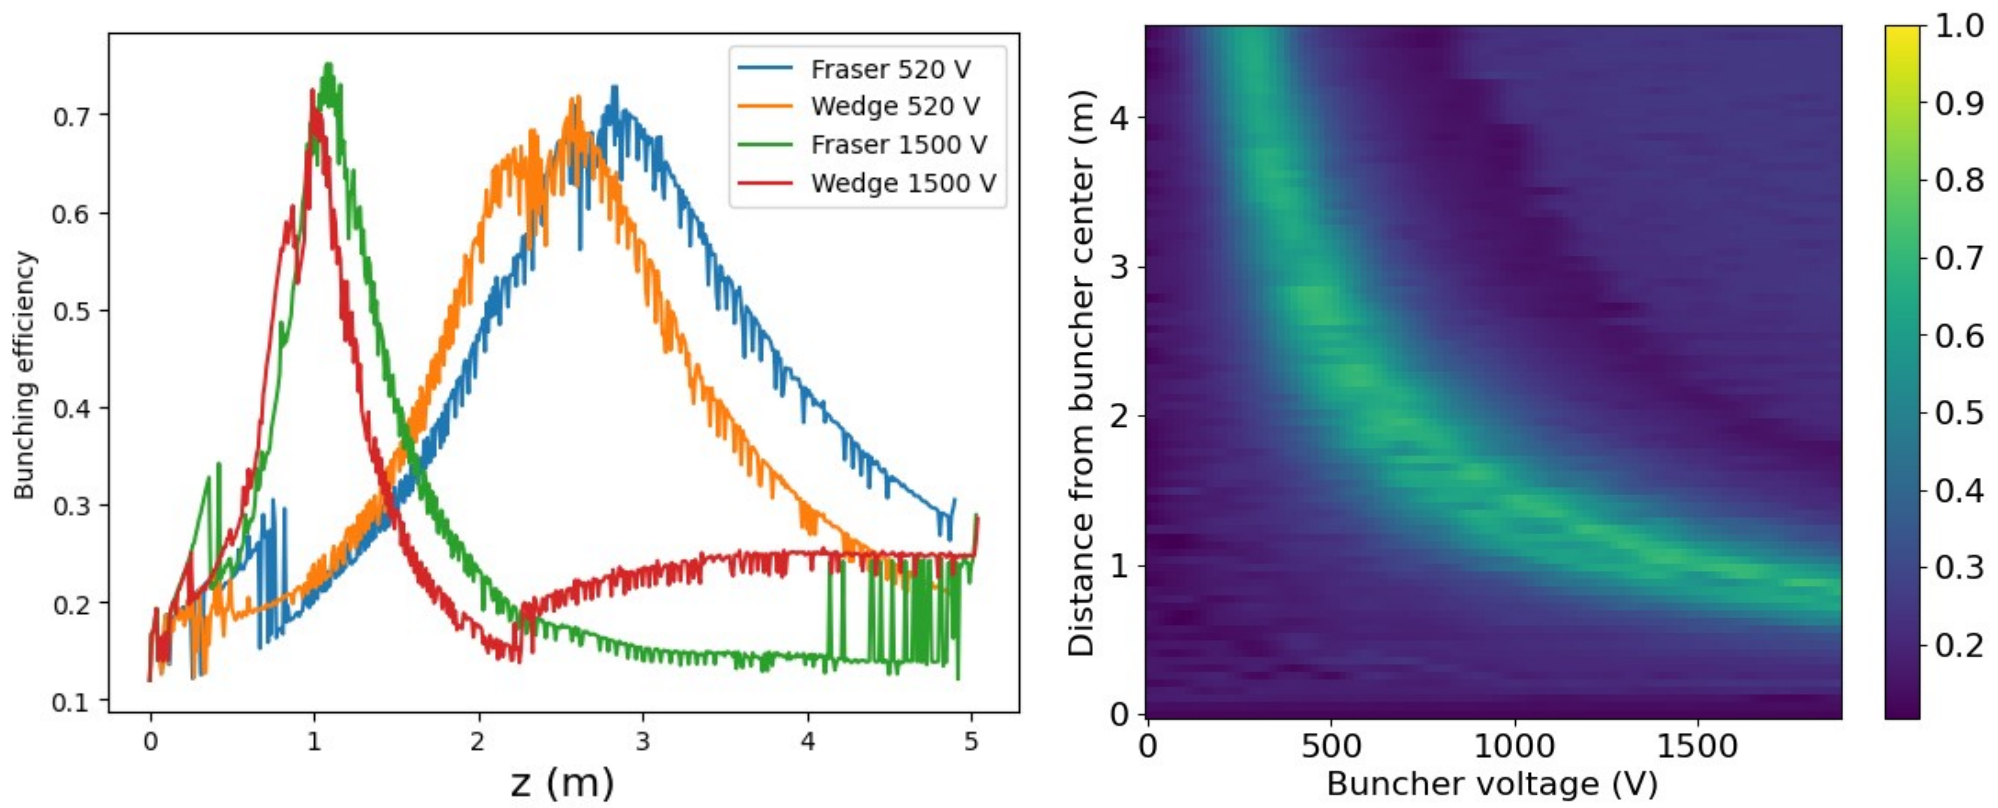 0.7
0.6
0.5
0.4
0.3
0.2
0.1
Bunching efficiency
0 1 2 3 4 5
z (m)
Fraser 520 V
Wedge 520 V
Fraser 1500 V
Wedge 1500 V
4
3
2
1
0
Distance from buncher center (m)
0 500 1000 1500
Buncher voltage (V)
1.0
0.9
0.8
0.7
0.6
0.5
0.4
0.3
0.2